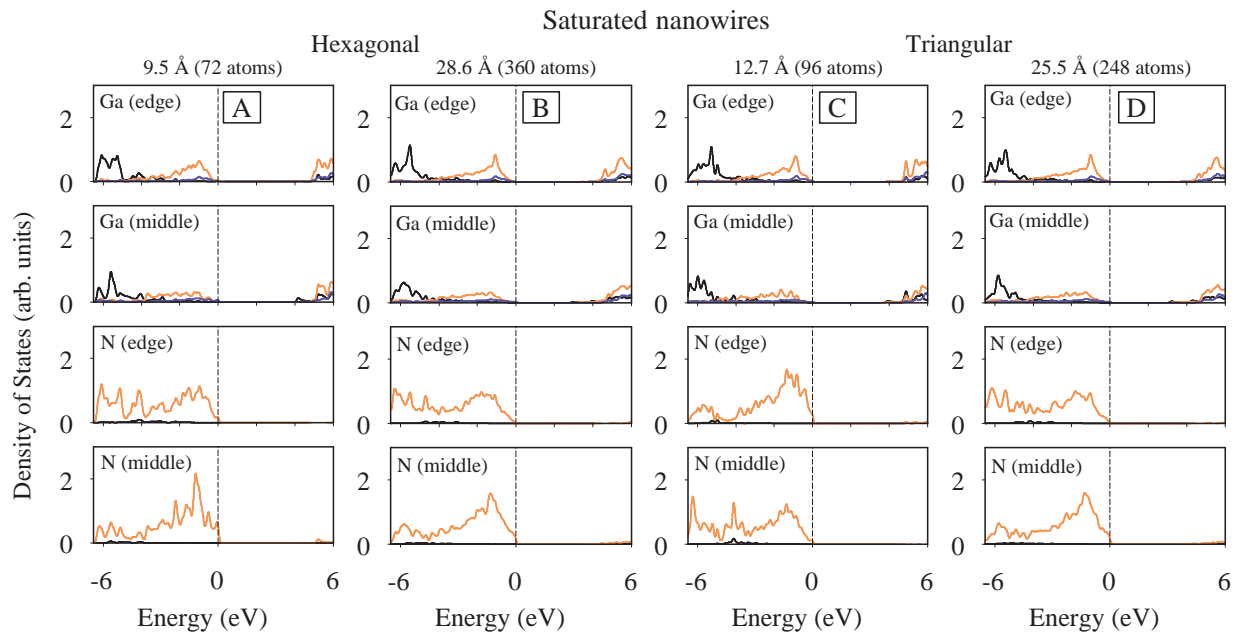 Saturated nanowires
Hexagonal Triangular
9.5 Å (72 atoms) 28.6 Å (360 atoms) 12.7 Å (96 atoms) 25.5 Å (248 atoms)
Ga (edge) A Ga (edge) B Ga (edge) C Ga (edge) D
2 2 2 2
0 0 0 0
Ga (middle) Ga (middle) Ga (middle) Ga (middle)
2 2 2 2
0 0 0 0
N (edge) N (edge) N (edge) N (edge)
2 2 2 2
0 0 0 0
N (middle) N (middle) N (middle) N (middle)
2 2 2 2
0 0 0 0
-6 0 6 -6 0 6 -6 0 6 -6 0 6
Energy (eV) Energy (eV) Energy (eV) Energy (eV)
Density of States (arb. units)